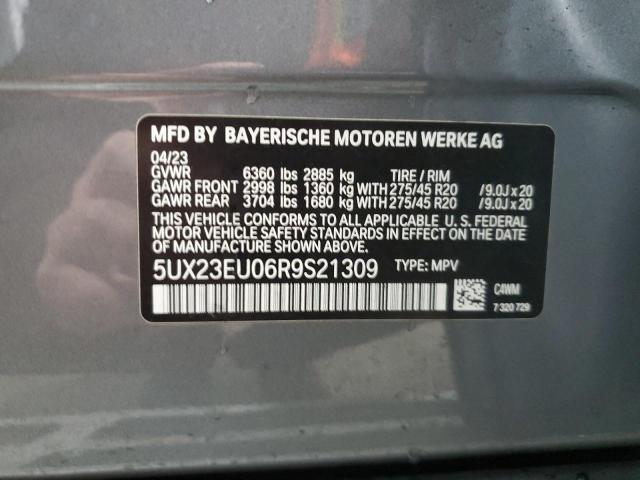 MFD BY BAYERISCHE MOTOREN WERKE AG
04/23
GVWR 6360 lbs 2885 kg TIRE / RIM
GAWR FRONT 2998 lbs 1360 kg WITH 275/45 R20 /9.0J x 20
GAWR REAR 3704 lbs 1680 kg WITH 275/45 R20 /9.0J x 20
THIS VEHICLE CONFORMS TO ALL APPLICABLE U. S. FEDERAL
MOTOR VEHICLE SAFETY STANDARDS IN EFFECT ON THE DATE
OF MANUFACTURE SHOWN ABOVE.
5UX23EU06R9S21309 TYPE: MPV
C4WM
7 320 729